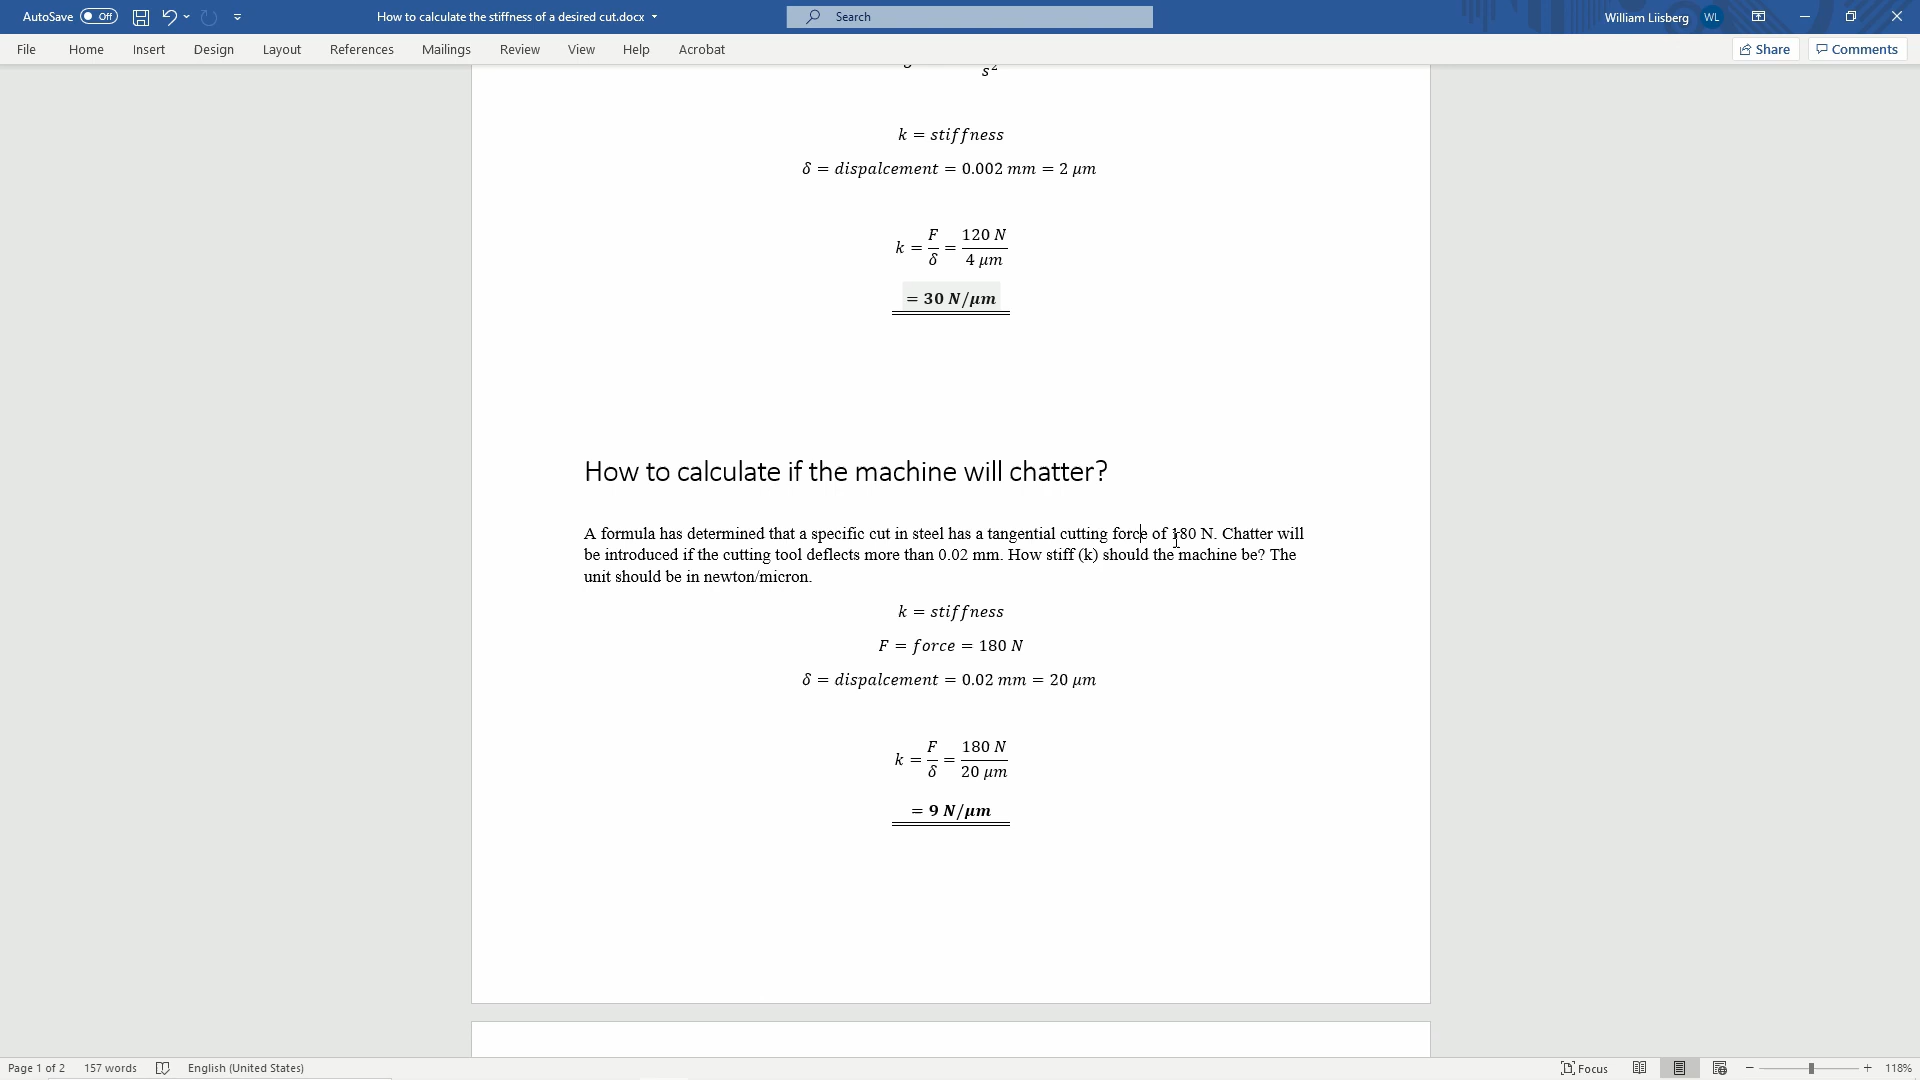 AutoSave Off How to calculate the stiffness of a desired cut.docx Search William Liisberg WL
File Home Insert Design Layout References Mailings Review View Help Acrobat Share Comments
s²
k = stiffness
δ = dispalcement = 0.002 mm = 2 μm
k = F/δ = 120 N/4 μm
= 30 N/μm
How to calculate if the machine will chatter?
A formula has determined that a specific cut in steel has a tangential cutting force of 180 N. Chatter will
be introduced if the cutting tool deflects more than 0.02 mm. How stiff (k) should the machine be? The
unit should be in newton/micron.
k = stiffness
F = force = 180 N
δ = dispalcement = 0.02 mm = 20 μm
k = F/δ = 180 N/20 μm
= 9 N/μm
Page 1 of 2 157 words English (United States) Focus 118%